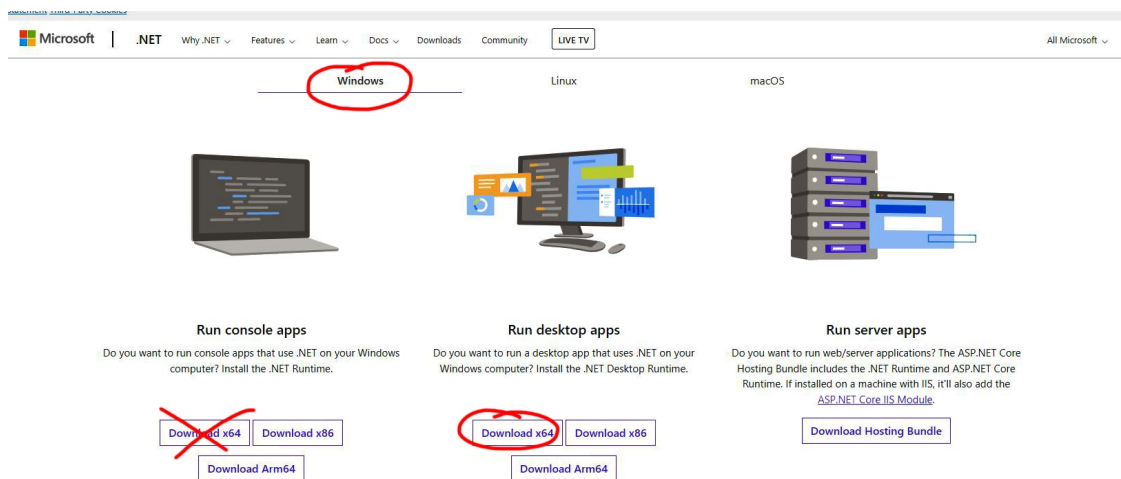 Statement Third-Party Cookies
Microsoft .NET Why .NET Features Learn Docs Downloads Community LIVE TV All Microsoft
Windows Linux macOS
Run console apps
Do you want to run console apps that use .NET on your Windows
computer? Install the .NET Runtime.
Download x64 Download x86
Download Arm64
Run desktop apps
Do you want to run a desktop app that uses .NET on your
Windows computer? Install the .NET Desktop Runtime.
Download x64 Download x86
Download Arm64
Run server apps
Do you want to run web/server applications? The ASP.NET Core
Hosting Bundle includes the .NET Runtime and ASP.NET Core
Runtime. If installed on a machine with IIS, it'll also add the
ASP.NET Core IIS Module.
Download Hosting Bundle